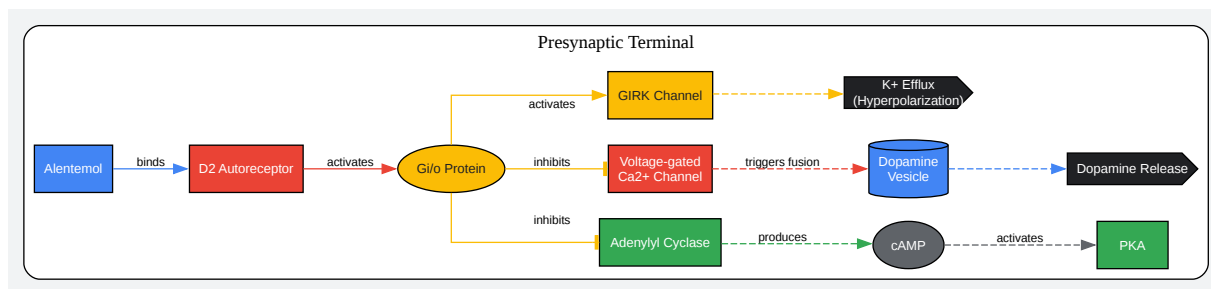 Presynaptic Terminal
K+ Efflux
(Hyperpolarization)
GIRK Channel
activates
Alentemol
binds
D2 Autoreceptor
activates
Gi/o Protein
inhibits
Voltage-gated
Ca2+ Channel
triggers fusion
Dopamine
Vesicle
Dopamine Release
inhibits
Adenylyl Cyclase
produces
cAMP
activates
PKA